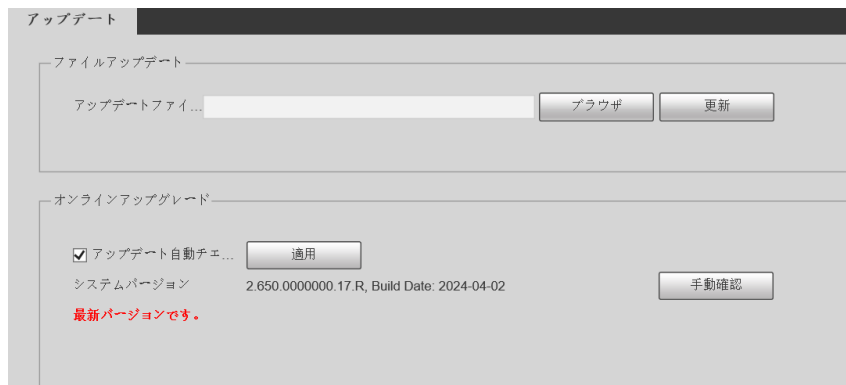 アップデート
ファイルアップデート
アップデートファイ... ブラウザ 更新
オンラインアップグレード
アップデート自動チェ... 適用
システムバージョン 2.650.0000000.17.R, Build Date: 2024-04-02 手動確認
最新バージョンです。